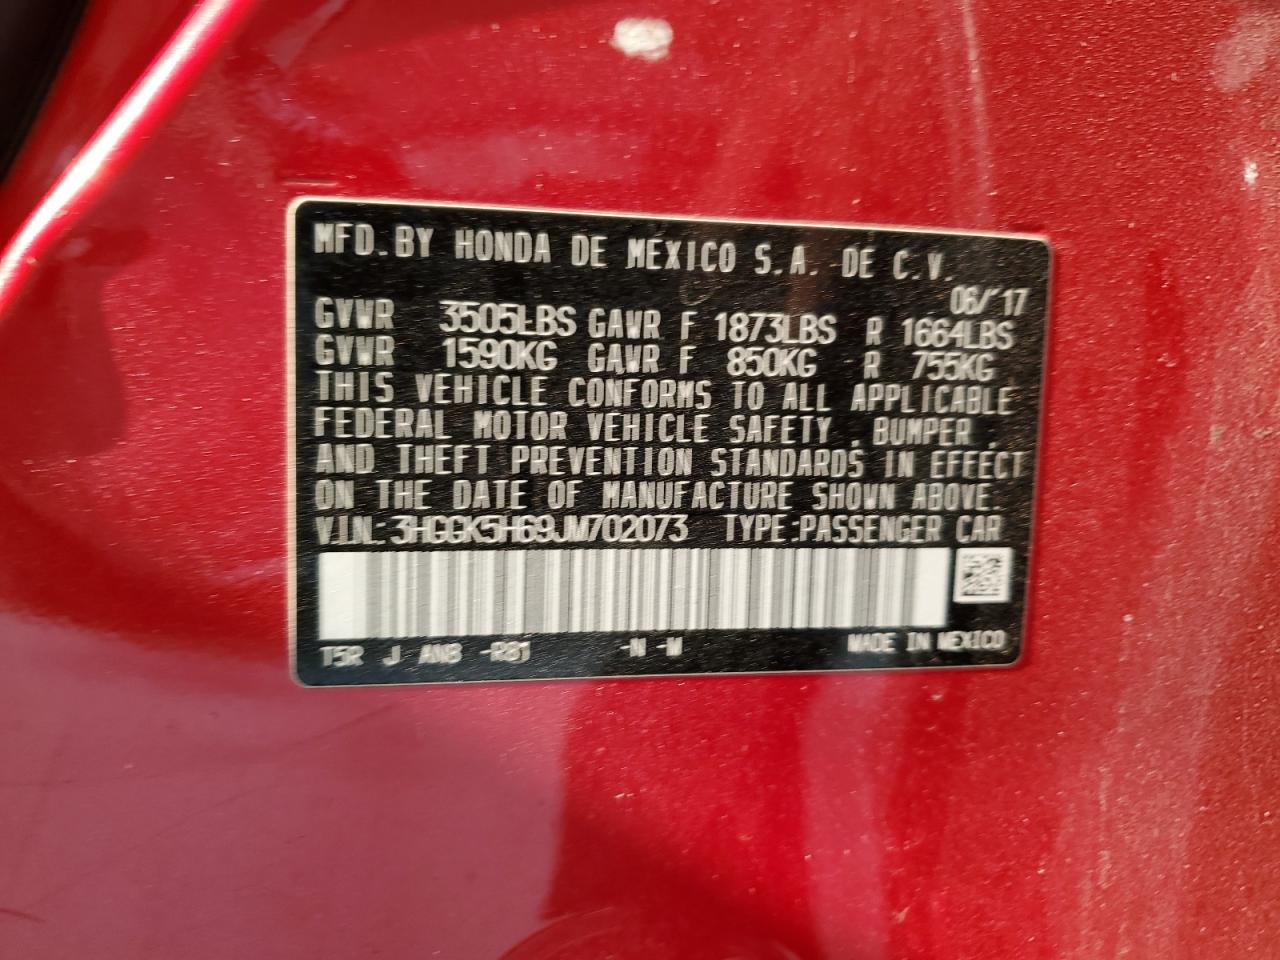 MFD.BY HONDA DE MEXICO S.A. DE C.V.
06/'17
GVWR 3505LBS GAWR F 1873LBS R 1664LBS
GVWR 1590KG GAWR F 850KG R 755KG
THIS VEHICLE CONFORMS TO ALL APPLICABLE
FEDERAL MOTOR VEHICLE SAFETY , BUMPER ,
AND THEFT PREVENTION STANDARDS IN EFFECT
ON THE DATE OF MANUFACTURE SHOWN ABOVE.
V.I.N.: 3HGGK5H69JM702073 TYPE:PASSENGER CAR
T5R J AN8 -R81 -N -M MADE IN MEXICO